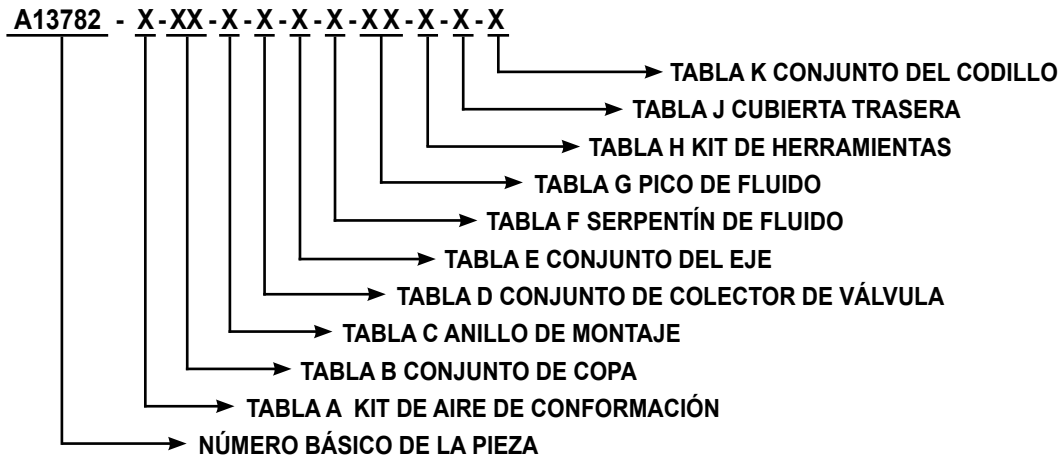 A13782 - X-XX-X-X-X-X-XX-X-X-X
TABLA K CONJUNTO DEL CODILLO
TABLA J CUBIERTA TRASERA
TABLA H KIT DE HERRAMIENTAS
TABLA G PICO DE FLUIDO
TABLA F SERPENTÍN DE FLUIDO
TABLA E CONJUNTO DEL EJE
TABLA D CONJUNTO DE COLECTOR DE VÁLVULA
TABLA C ANILLO DE MONTAJE
TABLA B CONJUNTO DE COPA
TABLA A KIT DE AIRE DE CONFORMACIÓN
NÚMERO BÁSICO DE LA PIEZA